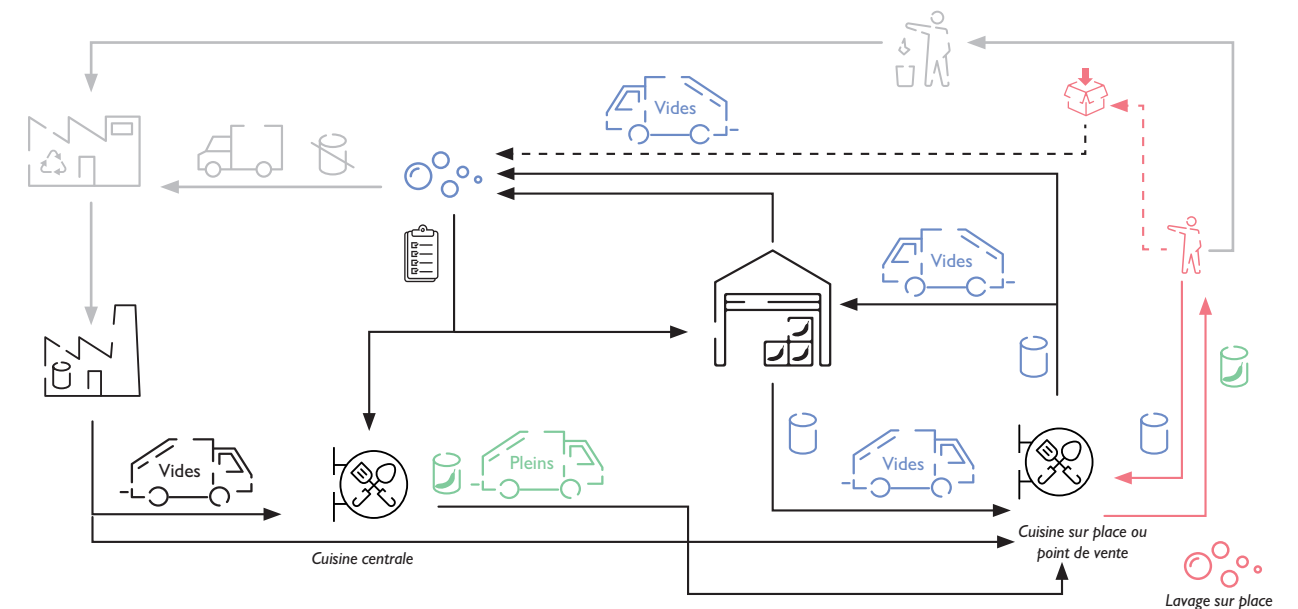 Vides
Vides
Vides
Pleins
Vides
Cuisine centrale
Cuisine sur place ou
point de vente
Lavage sur place